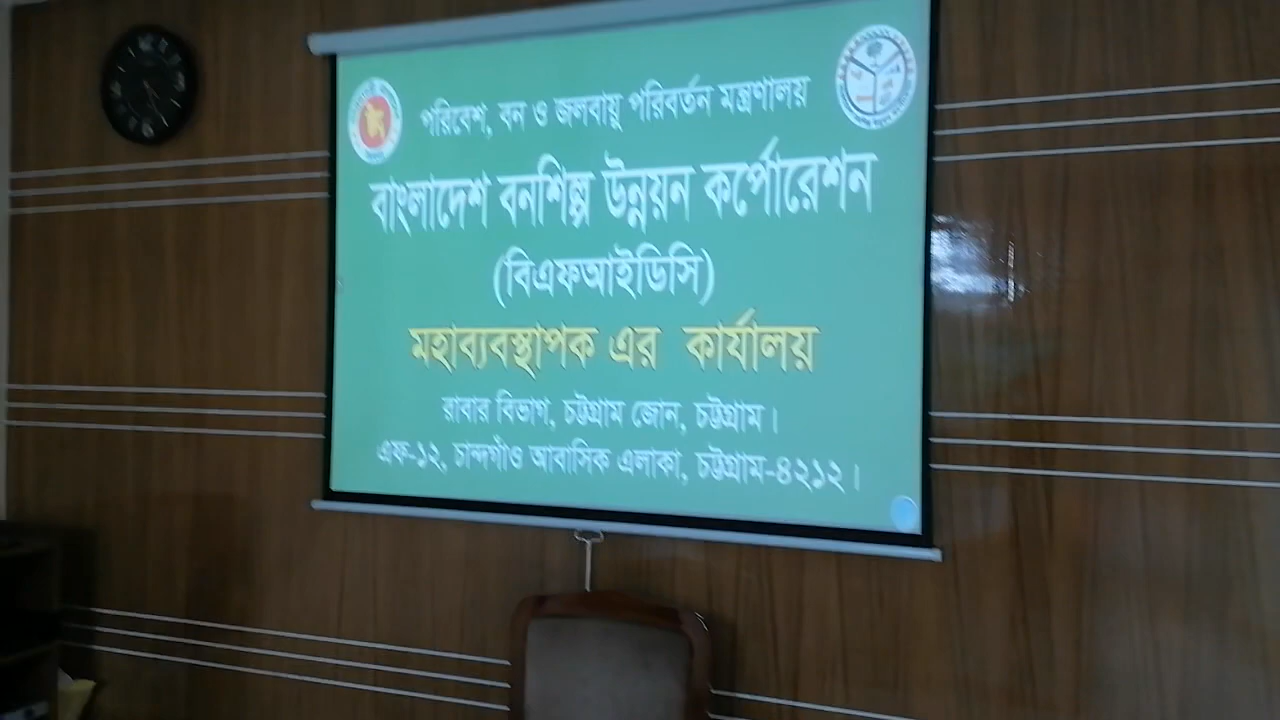 পরিবেশ, বন ও জলবায়ু পরিবর্তন মন্ত্রণালয়
বাংলাদেশ বনশিল্প উন্নয়ন কর্পোরেশন
(বিএফআইডিসি)
মহাব্যবস্থাপক এর কার্যালয়
রাবার বিভাগ, চট্টগ্রাম জোন, চট্টগ্রাম।
এফ-১২, চান্দগাঁও আবাসিক এলাকা, চট্টগ্রাম-৪২১২।